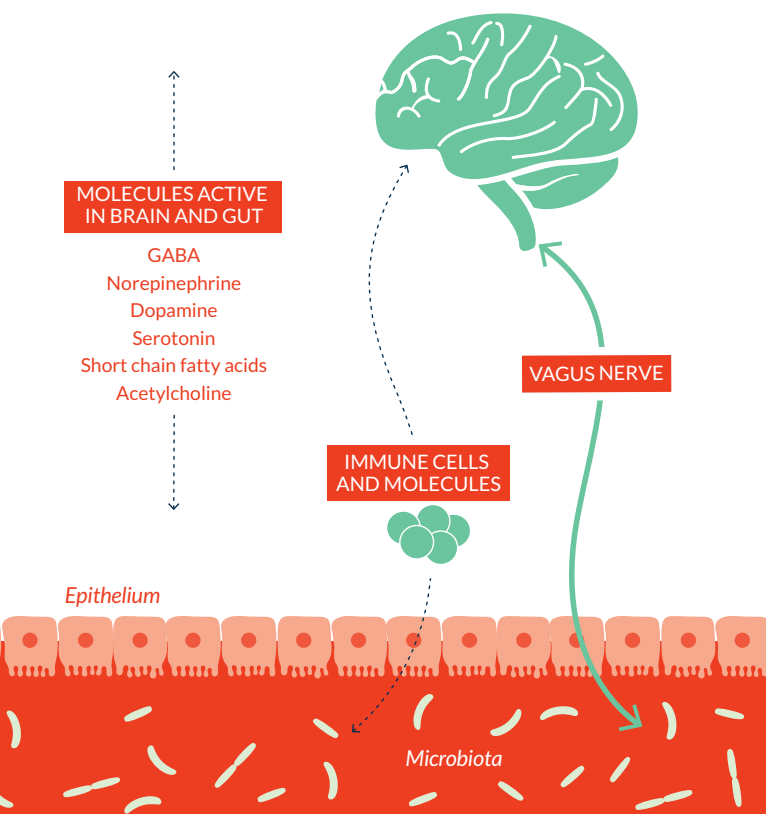 MOLECULES ACTIVE
IN BRAIN AND GUT
GABA
Norepinephrine
Dopamine
Serotonin
Short chain fatty acids
Acetylcholine
VAGUS NERVE
IMMUNE CELLS
AND MOLECULES
Epithelium
Microbiota